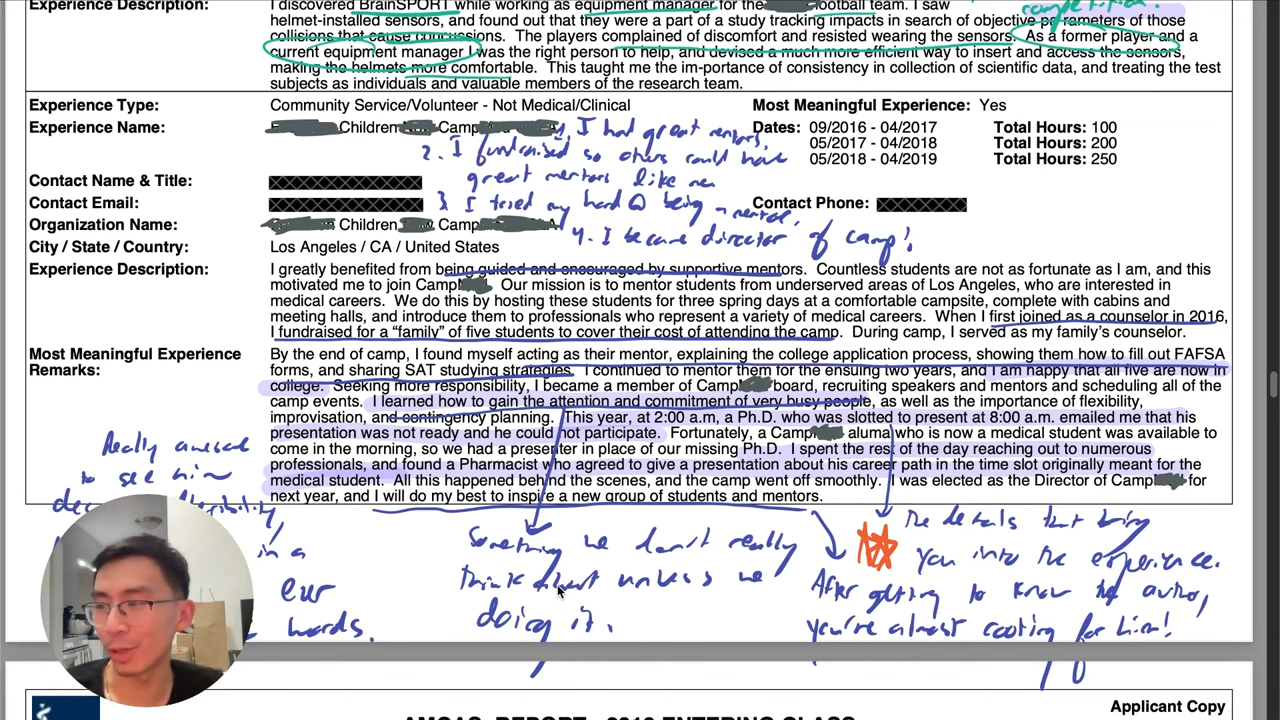 Experience Description:
I discovered BrainSPORT while working as equipment manager for the football team. I saw
helmet-installed sensors, and found out that they were a part of a study tracking impacts in search of objective parameters of those
collisions that cause concussions. The players complained of discomfort and resisted wearing the sensors. As a former player and a
current equipment manager I was the right person to help, and devised a much more efficient way to insert and access the sensors,
making the helmets more comfortable. This taught me the im-portance of consistency in collection of scientific data, and treating the test
subjects as individuals and valuable members of the research team.
Experience Type: Community Service/Volunteer - Not Medical/Clinical Most Meaningful Experience: Yes
Experience Name: Children Camp Dates: 09/2016 - 04/2017 Total Hours: 100
05/2017 - 04/2018 Total Hours: 200
05/2018 - 04/2019 Total Hours: 250
1. I had great mentors,
2. I fundraised so others could have
great mentors like me
3 I tried my hand @ being a mentor,
4. I became director of camp!
Contact Name & Title:
Contact Email: Contact Phone:
Organization Name: Children Camp
City / State / Country: Los Angeles / CA / United States
Experience Description: I greatly benefited from being guided and encouraged by supportive mentors. Countless students are not as fortunate as I am, and this
motivated me to join Camp Our mission is to mentor students from underserved areas of Los Angeles, who are interested in
medical careers. We do this by hosting these students for three spring days at a comfortable campsite, complete with cabins and
meeting halls, and introduce them to professionals who represent a variety of medical careers. When I first joined as a counselor in 2016,
I fundraised for a “family” of five students to cover their cost of attending the camp. During camp, I served as my family's counselor.
Most Meaningful Experience Remarks: By the end of camp, I found myself acting as their mentor, explaining the college application process, showing them how to fill out FAFSA
forms, and sharing SAT studying strategies. I continued to mentor them for the ensuing two years, and I am happy that all five are now in
college. Seeking more responsibility, I became a member of Camp board, recruiting speakers and mentors and scheduling all of the
camp events. I learned how to gain the attention and commitment of very busy people, as well as the importance of flexibility,
improvisation, and contingency planning. This year, at 2:00 a.m, a Ph.D. who was slotted to present at 8:00 a.m. emailed me that his
presentation was not ready and he could not participate. Fortunately, a Camp aluma who is now a medical student was available to
come in the morning, so we had a presenter in place of our missing Ph.D. I spent the rest of the day reaching out to numerous
professionals, and found a Pharmacist who agreed to give a presentation about his career path in the time slot originally meant for the
medical student. All this happened behind the scenes, and the camp went off smoothly. I was elected as the Director of Camp for
next year, and I will do my best to inspire a new group of students and mentors.
Really
to see him
in a
words.
Something we don't really
think about unless we
doing it.
The details that bring
you into the experience.
After getting to know the author,
you're almost rooting for him!
AMCAS REPORT - 2019 ENTERING CLASS
Applicant Copy